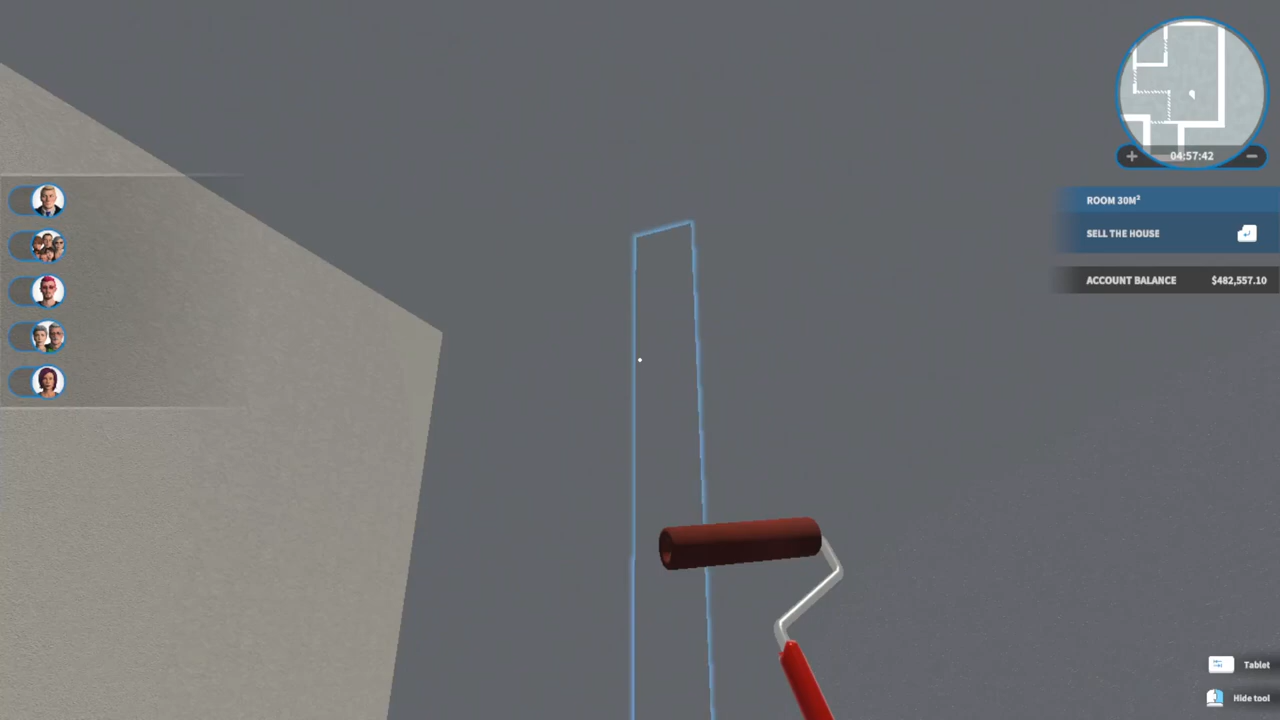 04:57:42
ROOM 30M²
SELL THE HOUSE
ACCOUNT BALANCE $482,557.10
Tablet
Hide tool